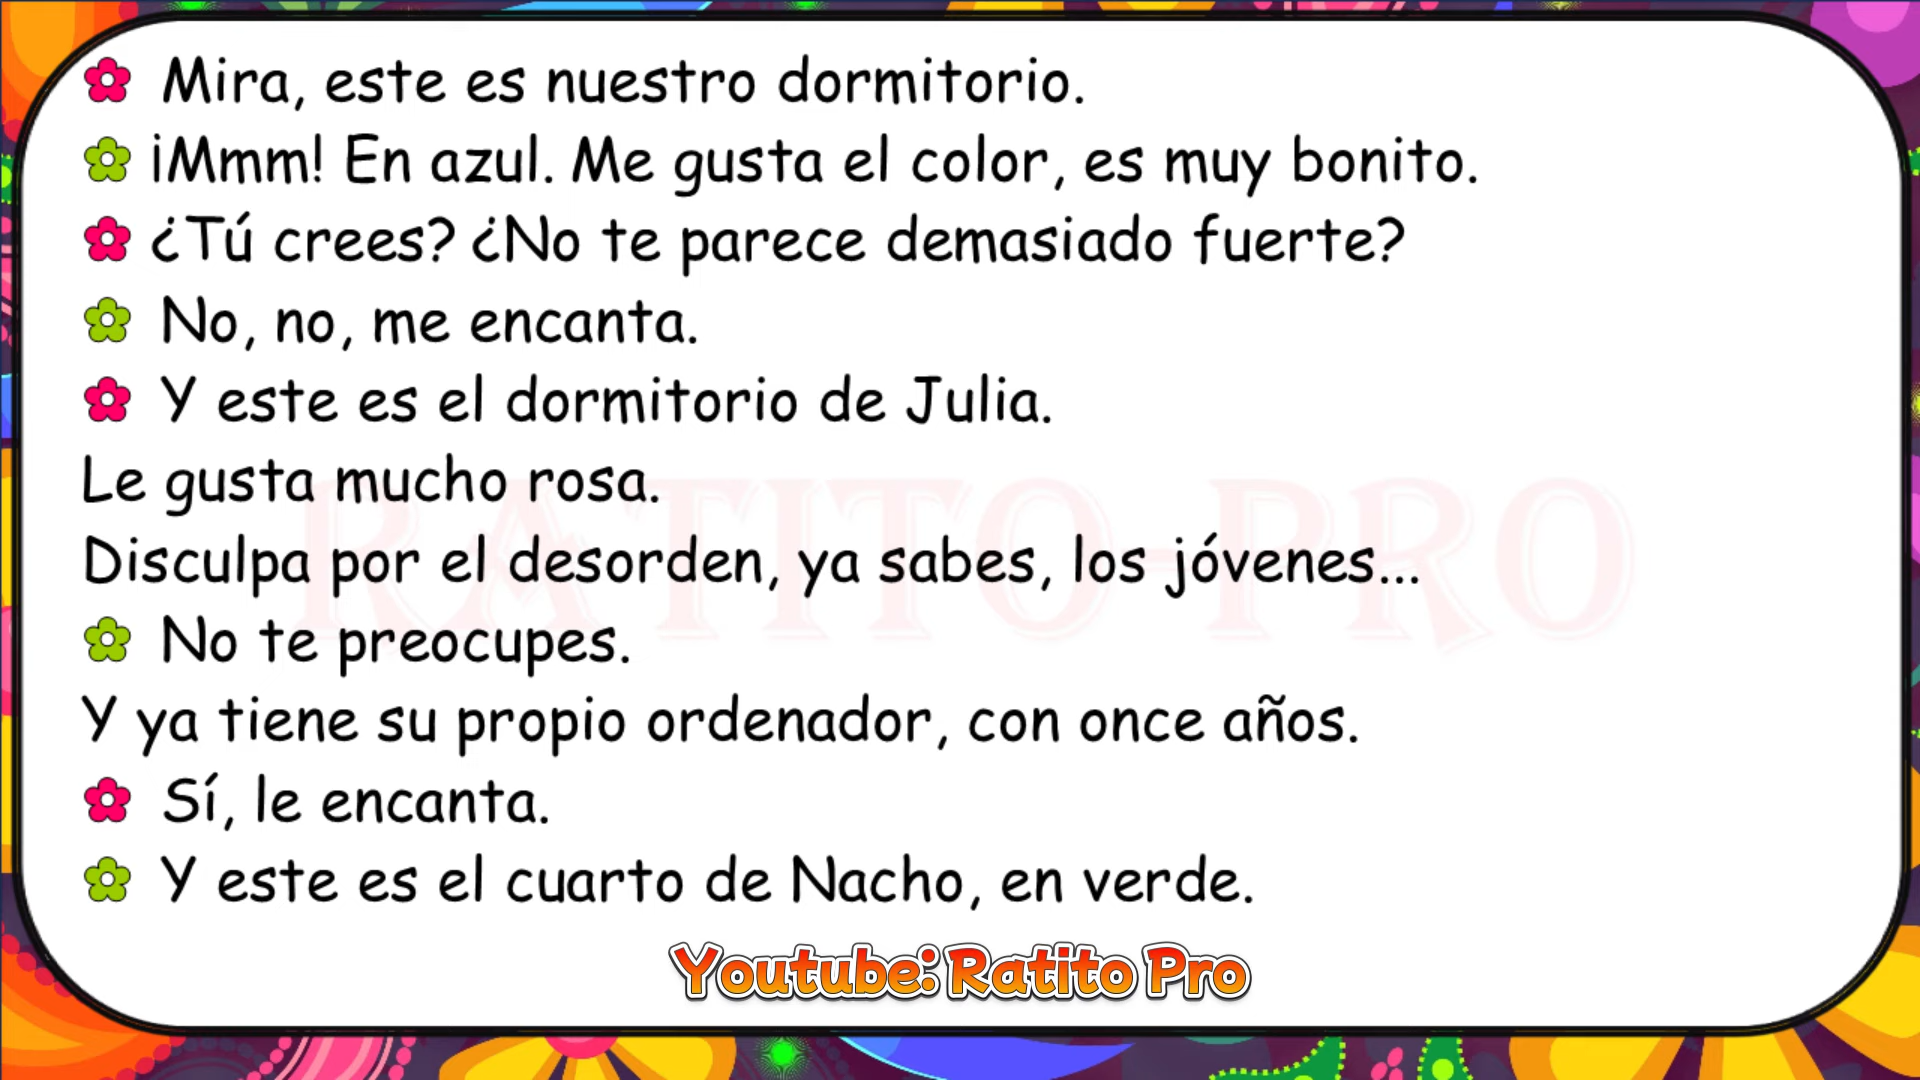 Mira, este es nuestro dormitorio.
¡Mmm! En azul. Me gusta el color, es muy bonito.
¿Tú crees? ¿No te parece demasiado fuerte?
No, no, me encanta.
Y este es el dormitorio de Julia.
Le gusta mucho rosa.
Disculpa por el desorden, ya sabes, los jóvenes...
No te preocupes.
Y ya tiene su propio ordenador, con once años.
Sí, le encanta.
Y este es el cuarto de Nacho, en verde.
RATITO-PRO
Youtube: Ratito Pro